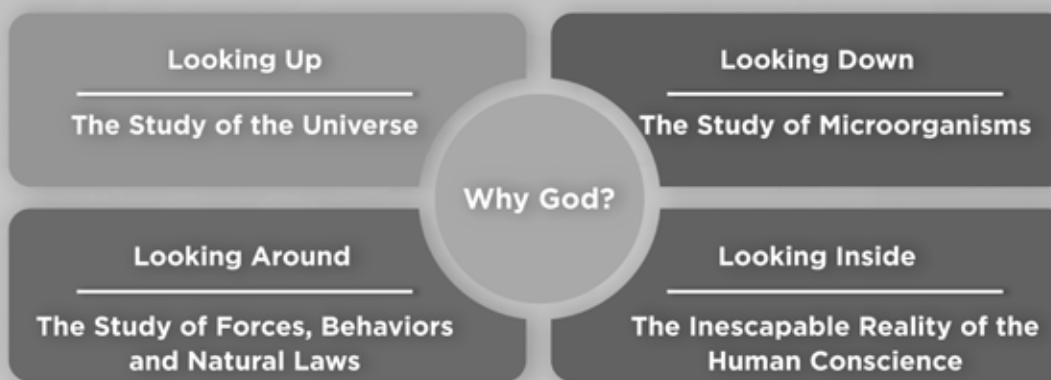 Looking Up
The Study of the Universe
Looking Down
The Study of Microorganisms
Why God?
Looking Around
The Study of Forces, Behaviors
and Natural Laws
Looking Inside
The Inescapable Reality of the
Human Conscience